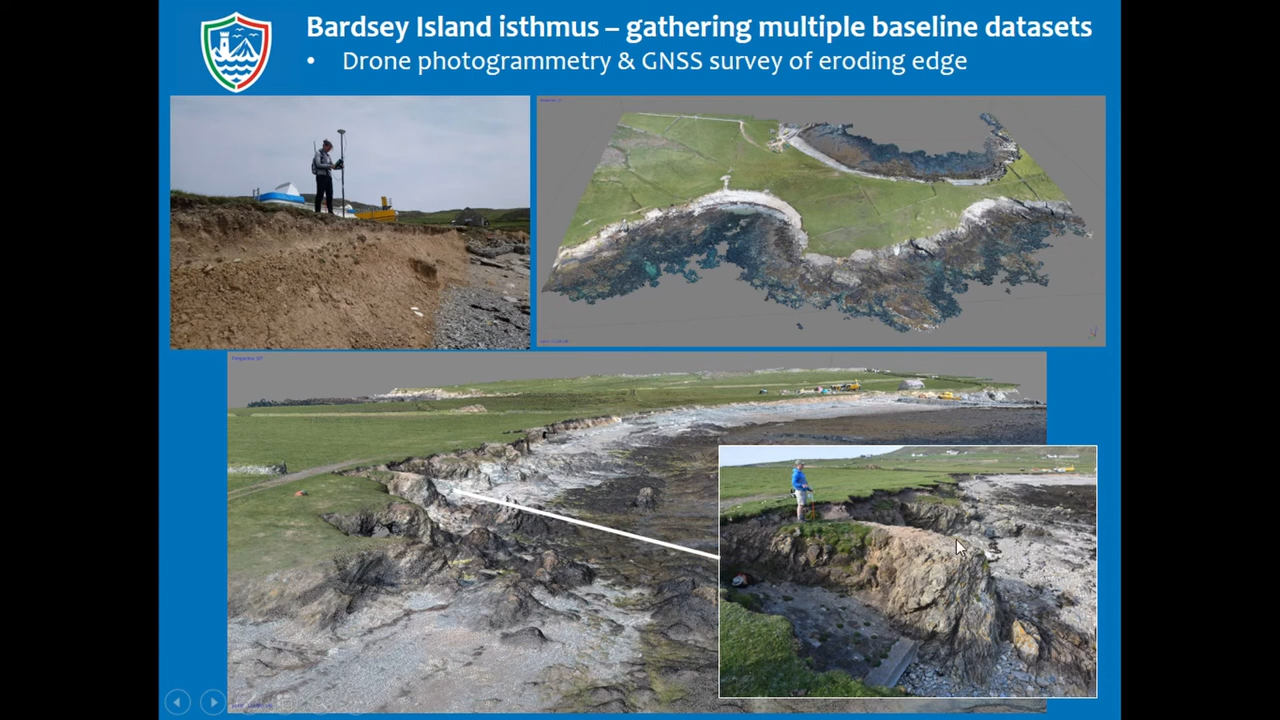 Bardsey Island isthmus – gathering multiple baseline datasets
• Drone photogrammetry & GNSS survey of eroding edge